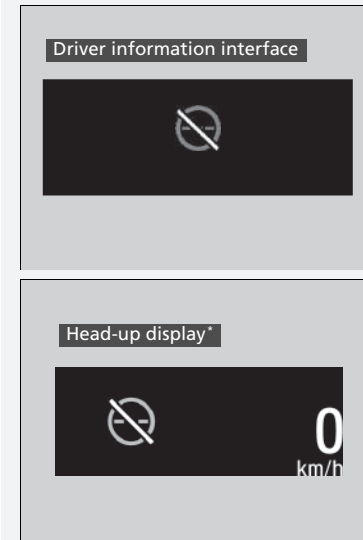 Driver information interface
Head-up display*
0
km/h